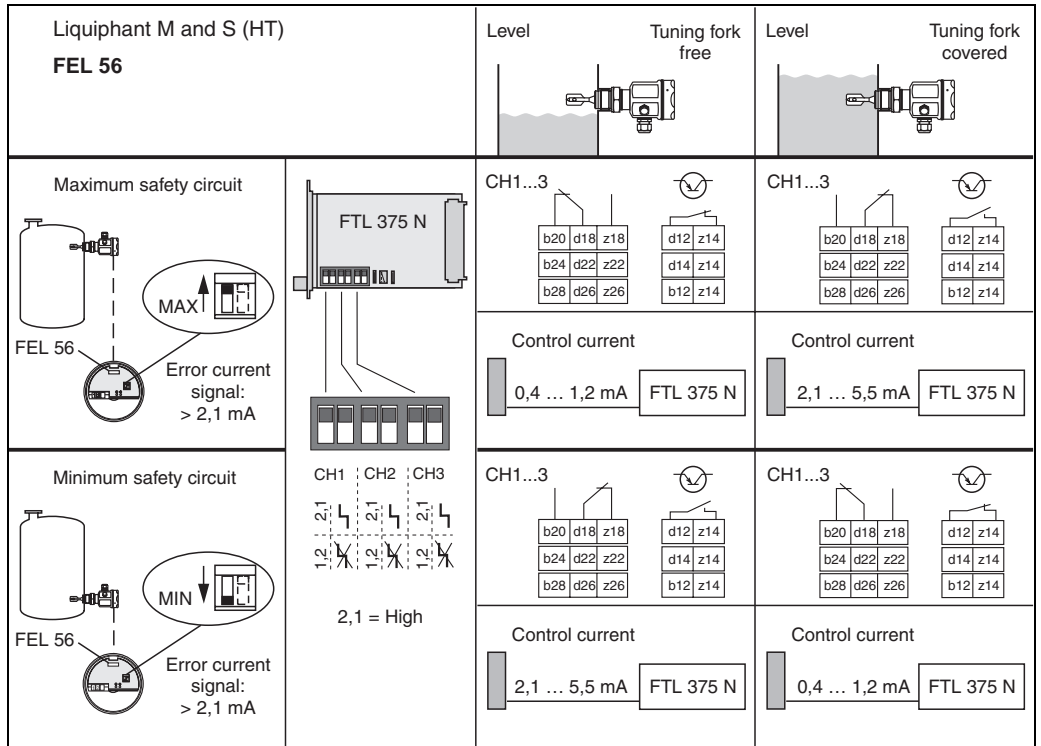 Liquiphant M and S (HT)
FEL 56
Level
Tuning fork
free
Level
Tuning fork
covered
Maximum safety circuit
MAX
FEL 56
Error current
signal:
> 2,1 mA
FTL 375 N
CH1...3
b20 d18 z18
b24 d22 z22
b28 d26 z26
d12 z14
d14 z14
b12 z14
CH1...3
b20 d18 z18
b24 d22 z22
b28 d26 z26
d12 z14
d14 z14
b12 z14
Control current
0,4 … 1,2 mA
FTL 375 N
Control current
2,1 … 5,5 mA
FTL 375 N
Minimum safety circuit
MIN
FEL 56
Error current
signal:
> 2,1 mA
CH1 CH2 CH3
2,1 2,1 2,1
1,2 1,2 1,2
2,1 = High
CH1...3
b20 d18 z18
b24 d22 z22
b28 d26 z26
d12 z14
d14 z14
b12 z14
CH1...3
b20 d18 z18
b24 d22 z22
b28 d26 z26
d12 z14
d14 z14
b12 z14
Control current
2,1 … 5,5 mA
FTL 375 N
Control current
0,4 … 1,2 mA
FTL 375 N